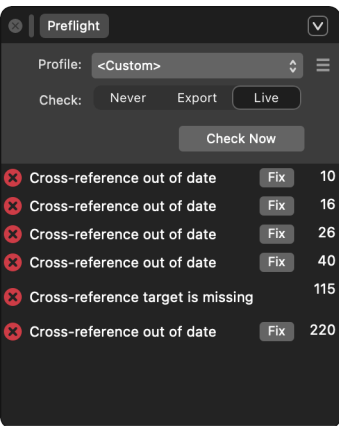 Preflight
Profile: <Custom>
Check: Never Export Live
Check Now
Cross-reference out of date Fix 10
Cross-reference out of date Fix 16
Cross-reference out of date Fix 26
Cross-reference out of date Fix 40
Cross-reference target is missing 115
Cross-reference out of date Fix 220